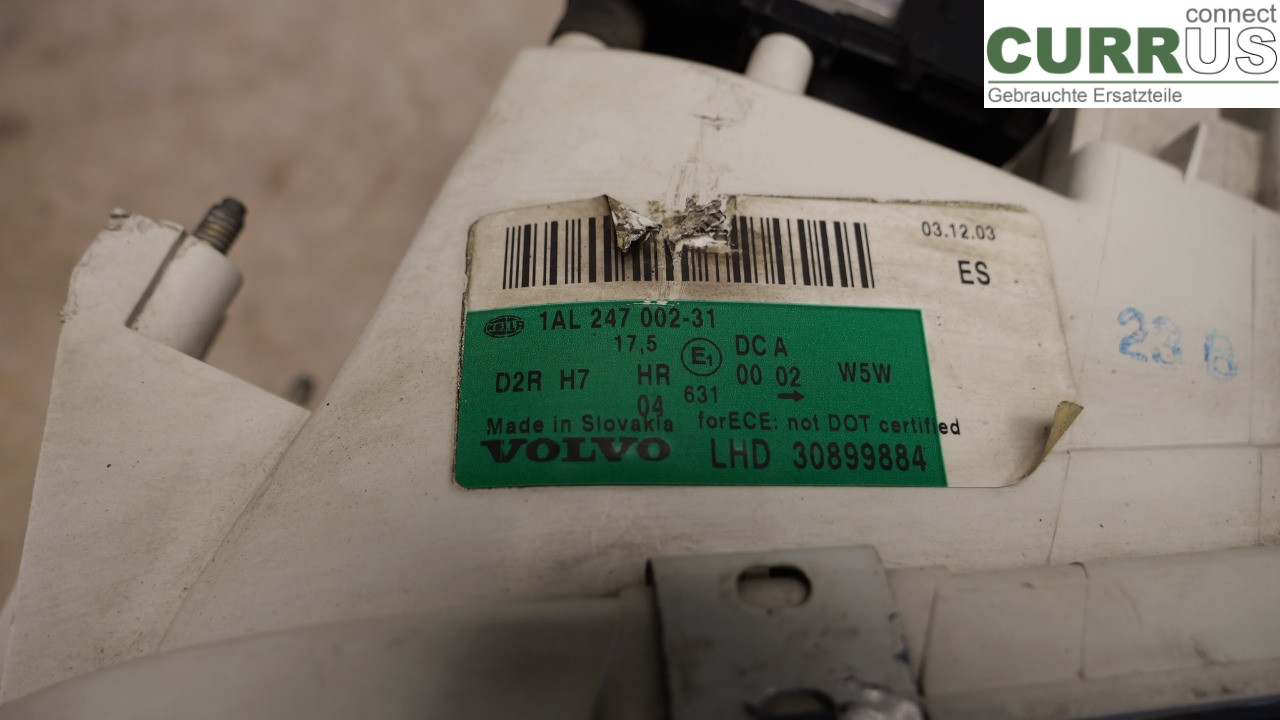 connect
CURRUS
Gebrauchte Ersatzteile
03.12.03
ES
HELLA 1AL 247 002-31
17,5 E1 DC A
D2R H7 HR 00 02 W5W
04 631
Made in Slovakia forECE: not DOT certified
VOLVO LHD 30899884